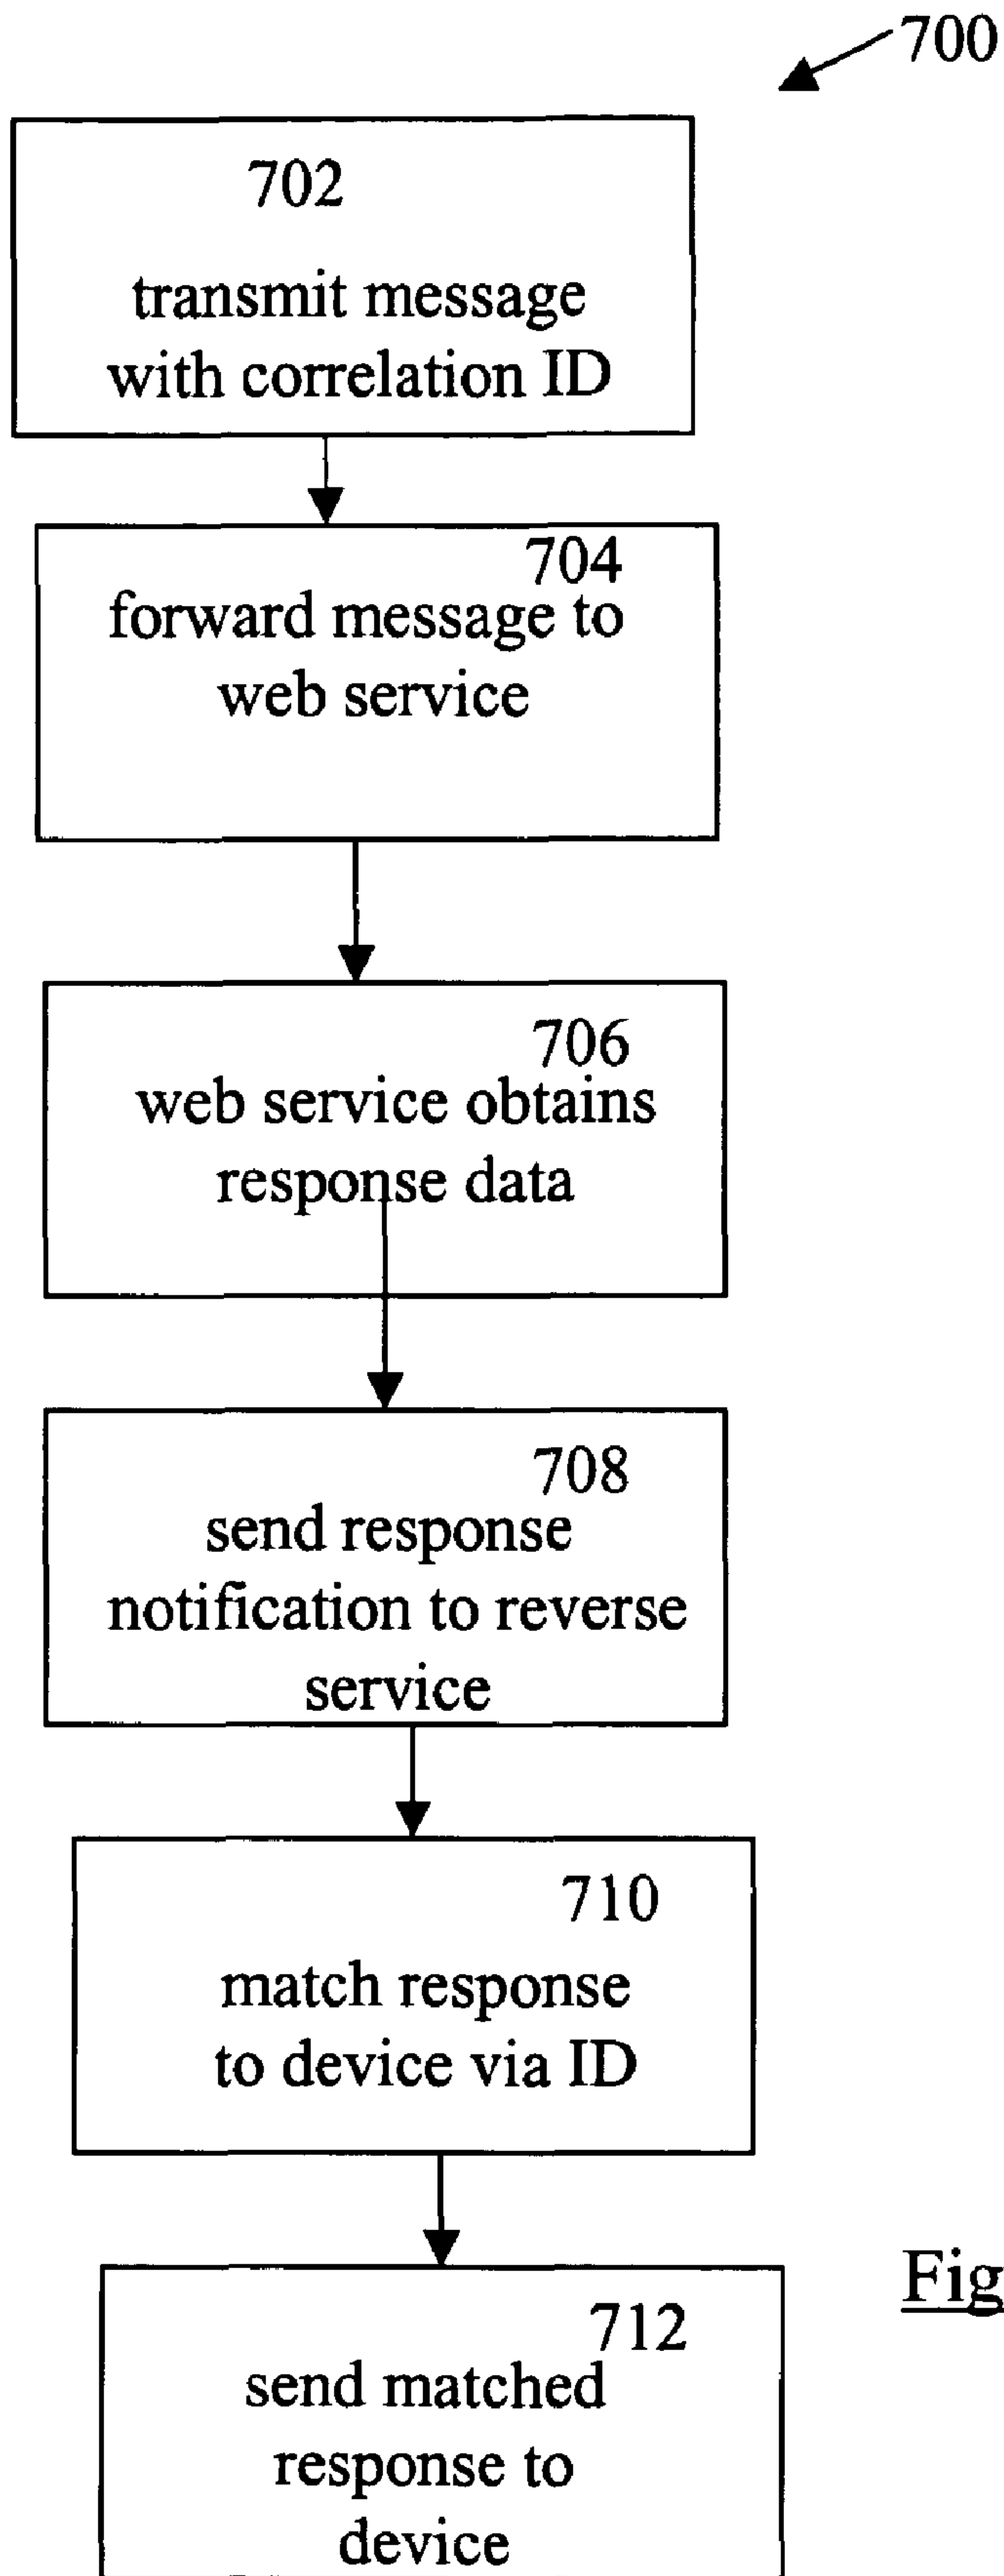 700
702
transmit message
with correlation ID
704
forward message to
web service
706
web service obtains
response data
708
send response
notification to reverse
service
710
match response
to device via ID
712
send matched
response to
device
Fig